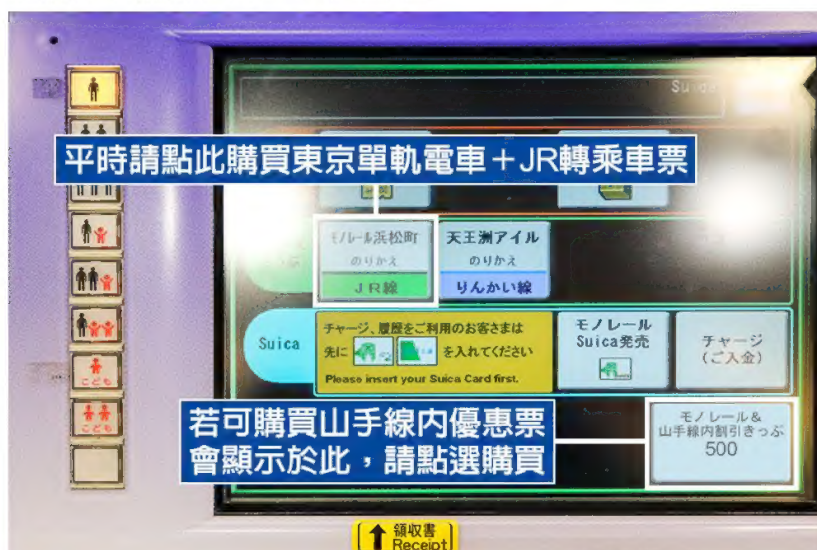 Suica
平時請點此購買東京單軌電車＋JR轉乘車票
モノレール浜松町
のりかえ
JR線
天王洲アイル
のりかえ
りんかい線
Suica
チャージ、履歴をご利用のお客さまは
先に
を入れてください
Please insert your Suica Card first.
モノレール
Suica発売
チャージ
（ご入金）
こども
こども
若可購買山手線內優惠票
會顯示於此，請點選購買
モノレール＆
山手線内割引きっぷ
500
領収書
Receipt